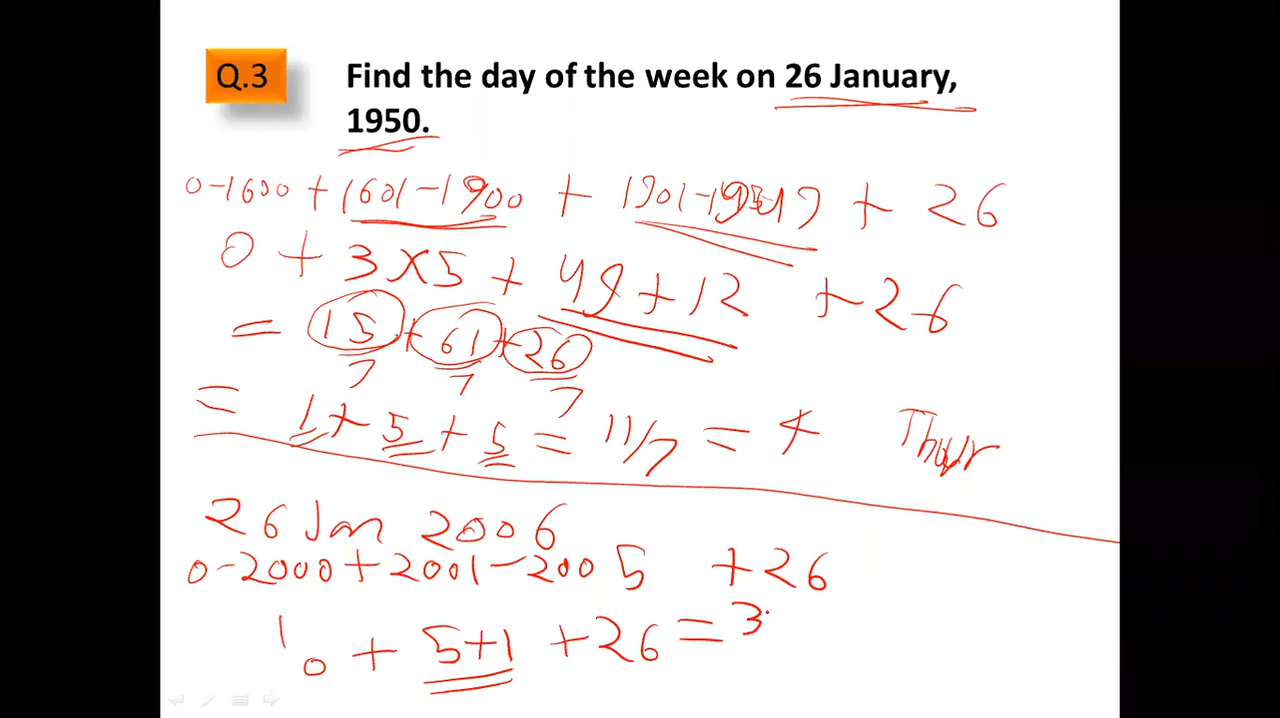 Q.3 Find the day of the week on 26 January,
1950.
0-1600 + 1601-1900 + 1901-1949 + 26
0 + 3×5 + 49+12 + 26
= 15 + 61 + 26
7 7 7
= 1+5+5 = 11/7 = 4 Thur
26 Jan 2006
0-2000+2001-2005 +26
0 + 5+1 +26 = 3